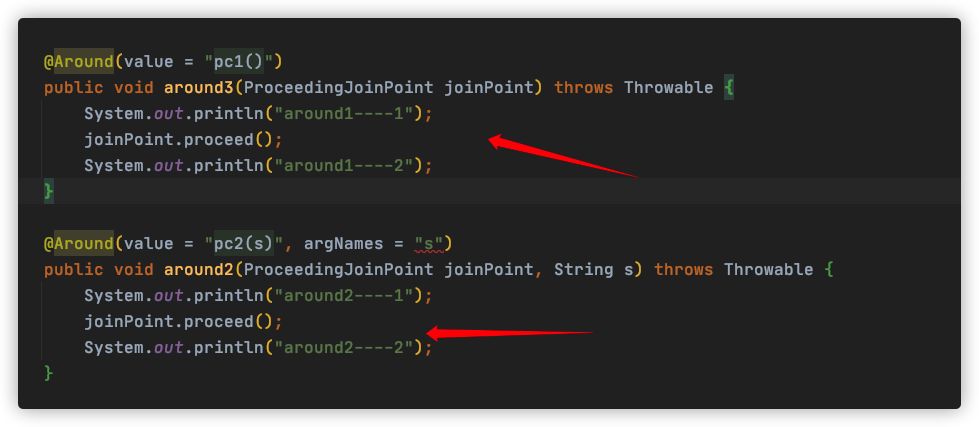 @Around(value = "pc1()")
public void around3(ProceedingJoinPoint joinPoint) throws Throwable {
System.out.println("around1----1");
joinPoint.proceed();
System.out.println("around1----2");
}
@Around(value = "pc2(s)", argNames = "s")
public void around2(ProceedingJoinPoint joinPoint, String s) throws Throwable {
System.out.println("around2----1");
joinPoint.proceed();
System.out.println("around2----2");
}